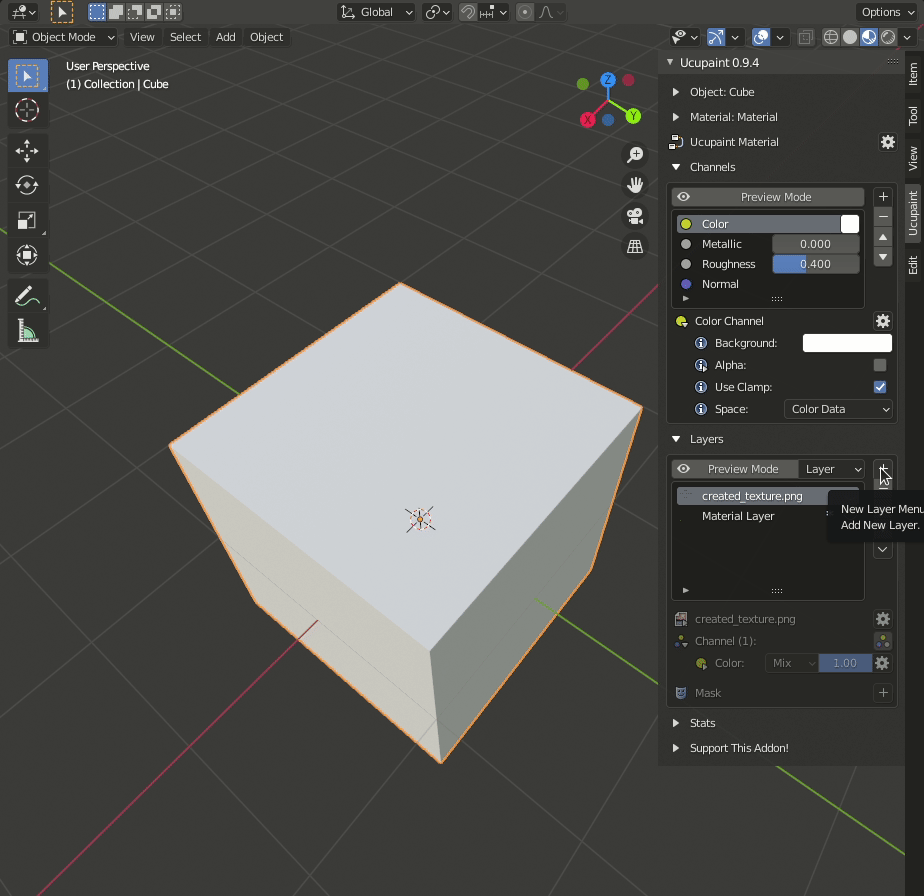 Global
Options
Object Mode
View
Select
Add
Object
User Perspective
(1) Collection | Cube
Z
X
Y
Ucupaint 0.9.4
Object: Cube
Material: Material
Ucupaint Material
Channels
Preview Mode
Color
Metallic 0.000
Roughness 0.400
Normal
Color Channel
Background:
Alpha:
Use Clamp:
Space: Color Data
Layers
Preview Mode Layer
created_texture.png
Material Layer
New Layer Menu
Add New Layer.
created_texture.png
Channel (1):
Color: Mix 1.00
Mask
Stats
Support This Addon!
Item
Tool
View
Ucupaint
Edit